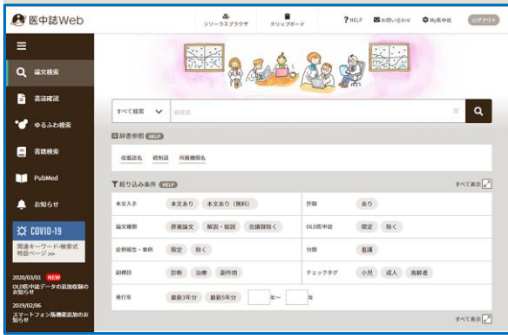 医中誌Web
シソーラスブラウザ
クリップボード
? HELP
お問い合わせ
My医中誌
ログアウト
論文検索
書誌確認
ゆるふわ検索
書籍検索
PubMed
お知らせ
COVID-19
関連キーワード・検索式
特設ページ >>
2020/03/01 NEW
OLD医中誌データの追加収録の
お知らせ
2019/02/06
スマートフォン版機能追加のお
知らせ
すべて検索
検索語
×
辞書参照 HELP
収載誌名 統制語 所属機関名
絞り込み条件 HELP
すべて表示
本文入手 本文あり 本文あり(無料)
抄録 あり
論文種類 原著論文 解説・総説 会議録除く
OLD医中誌 限定 除く
症例報告・事例 限定 除く
分類 看護
副標目 診断 治療 副作用
チェックタグ 小児 成人 高齢者
発行年 最新3年分 最新5年分 年~ 年
すべて表示